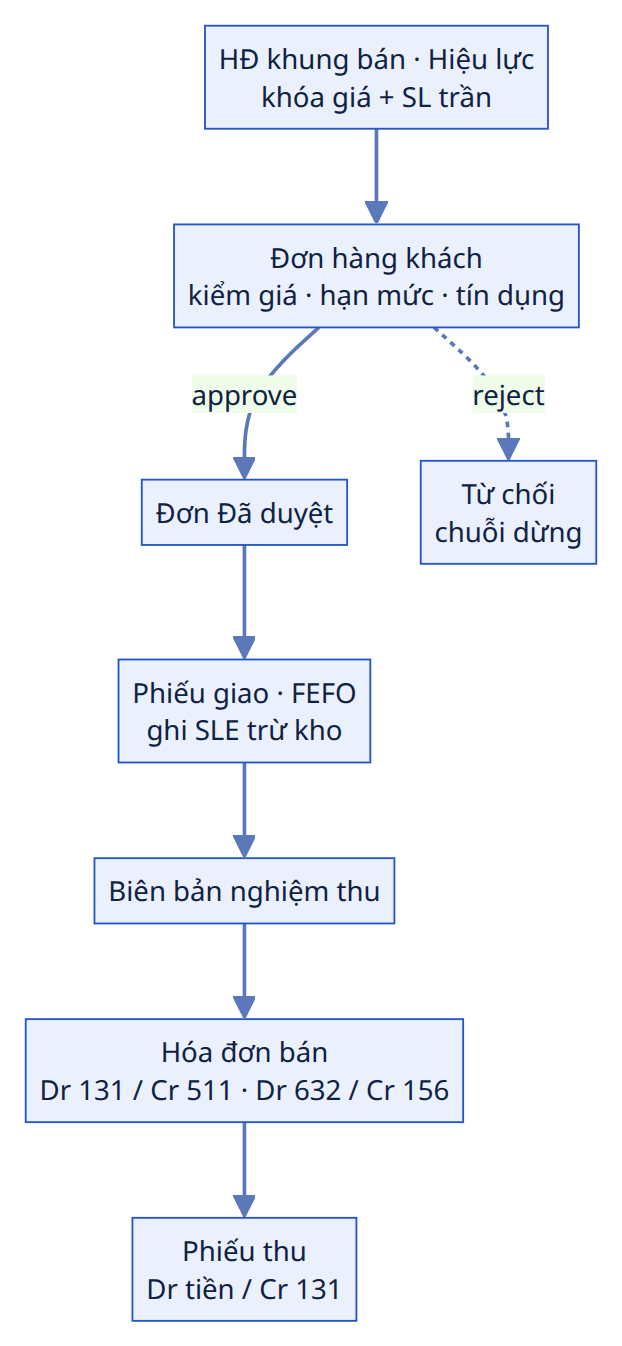 HĐ khung bán · Hiệu lực
khóa giá + SL trần
Đơn hàng khách
kiểm giá · hạn mức · tín dụng
approve
reject
Đơn Đã duyệt
Từ chối
chuỗi dừng
Phiếu giao · FEFO
ghi SLE trừ kho
Biên bản nghiệm thu
Hóa đơn bán
Dr 131 / Cr 511 · Dr 632 / Cr 156
Phiếu thu
Dr tiền / Cr 131